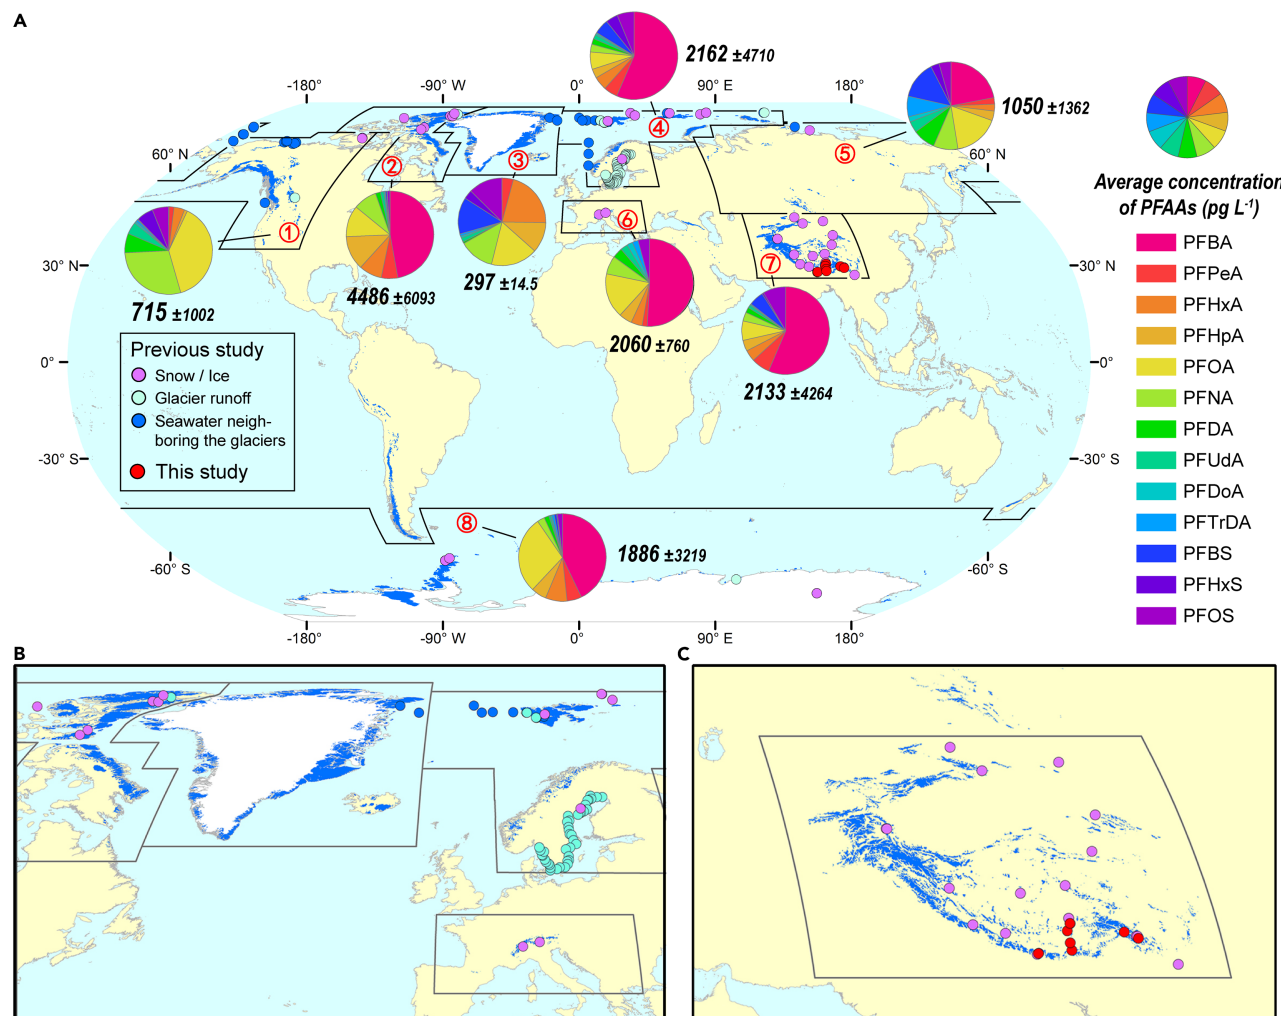 A
-180°
-90° W
0°
90° E
180°
2162 ±4710
1050 ±1362
④
⑤
60° N
60° N
②
③
①
⑥
⑦
Average concentration
of PFAAs (pg L-1)
PFBA
PFPeA
PFHxA
PFHpA
PFOA
PFNA
PFDA
PFUdA
PFDoA
PFTrDA
PFBS
PFHxS
PFOS
30° N
30° N
715 ±1002
4486 ±6093
297 ±14.5
2060 ±760
2133 ±4264
Previous study
Snow / Ice
Glacier runoff
Seawater neigh-
boring the glaciers
This study
0°
0°
-30° S
-30° S
⑧
1886 ±3219
-60° S
-60° S
-180°
-90° W
0°
90° E
180°
B
C